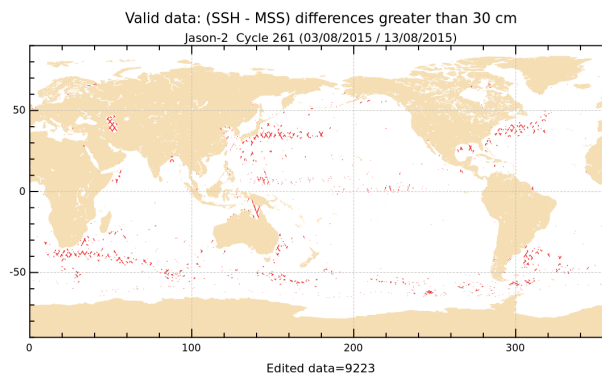 Valid data: (SSH - MSS) differences greater than 30 cm
Jason-2  Cycle 261 (03/08/2015 / 13/08/2015)
50
0
-50
0 100 200 300
Edited data=9223